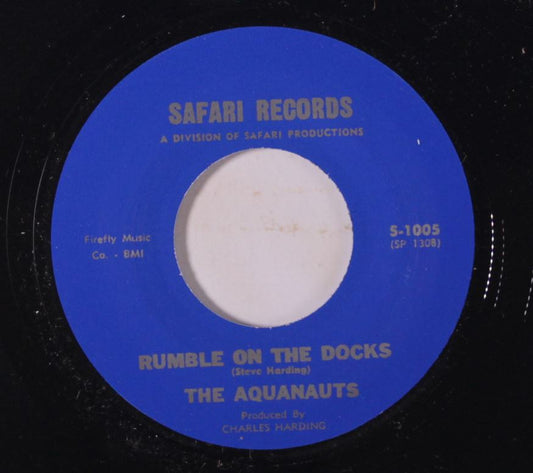 SAFARI RECORDS
A DIVISION OF SAFARI PRODUCTIONS
Firefly Music
Co. - BMI
S-1005
(SP 1308)
RUMBLE ON THE DOCKS
(Steve Harding)
THE AQUANAUTS
Produced By
CHARLES HARDING